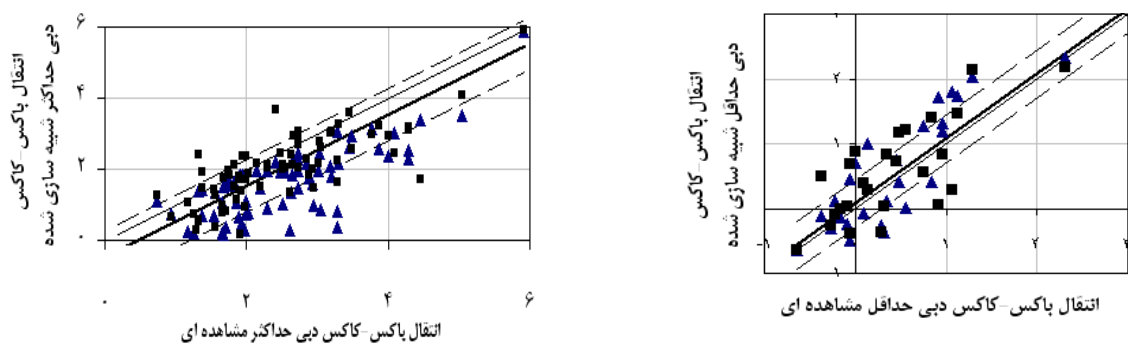 انتقال باکس-کاکس
دبی حداکثر شبیه سازی شده
۶
۴
۲
۰
۰ ۲ ۴ ۶
انتقال باکس-کاکس دبی حداکثر مشاهده ای
انتقال باکس-کاکس
دبی حداقل شبیه سازی شده
۲
۱
-۱ ۱ ۲
انتقال باکس-کاکس دبی حداقل مشاهده ای